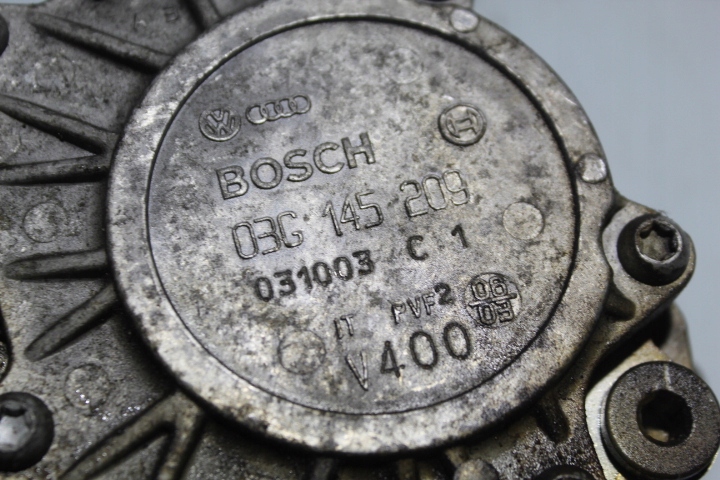 BOSCH
03G 145 209
031003 C 1
IT PVF2 06
03
V400